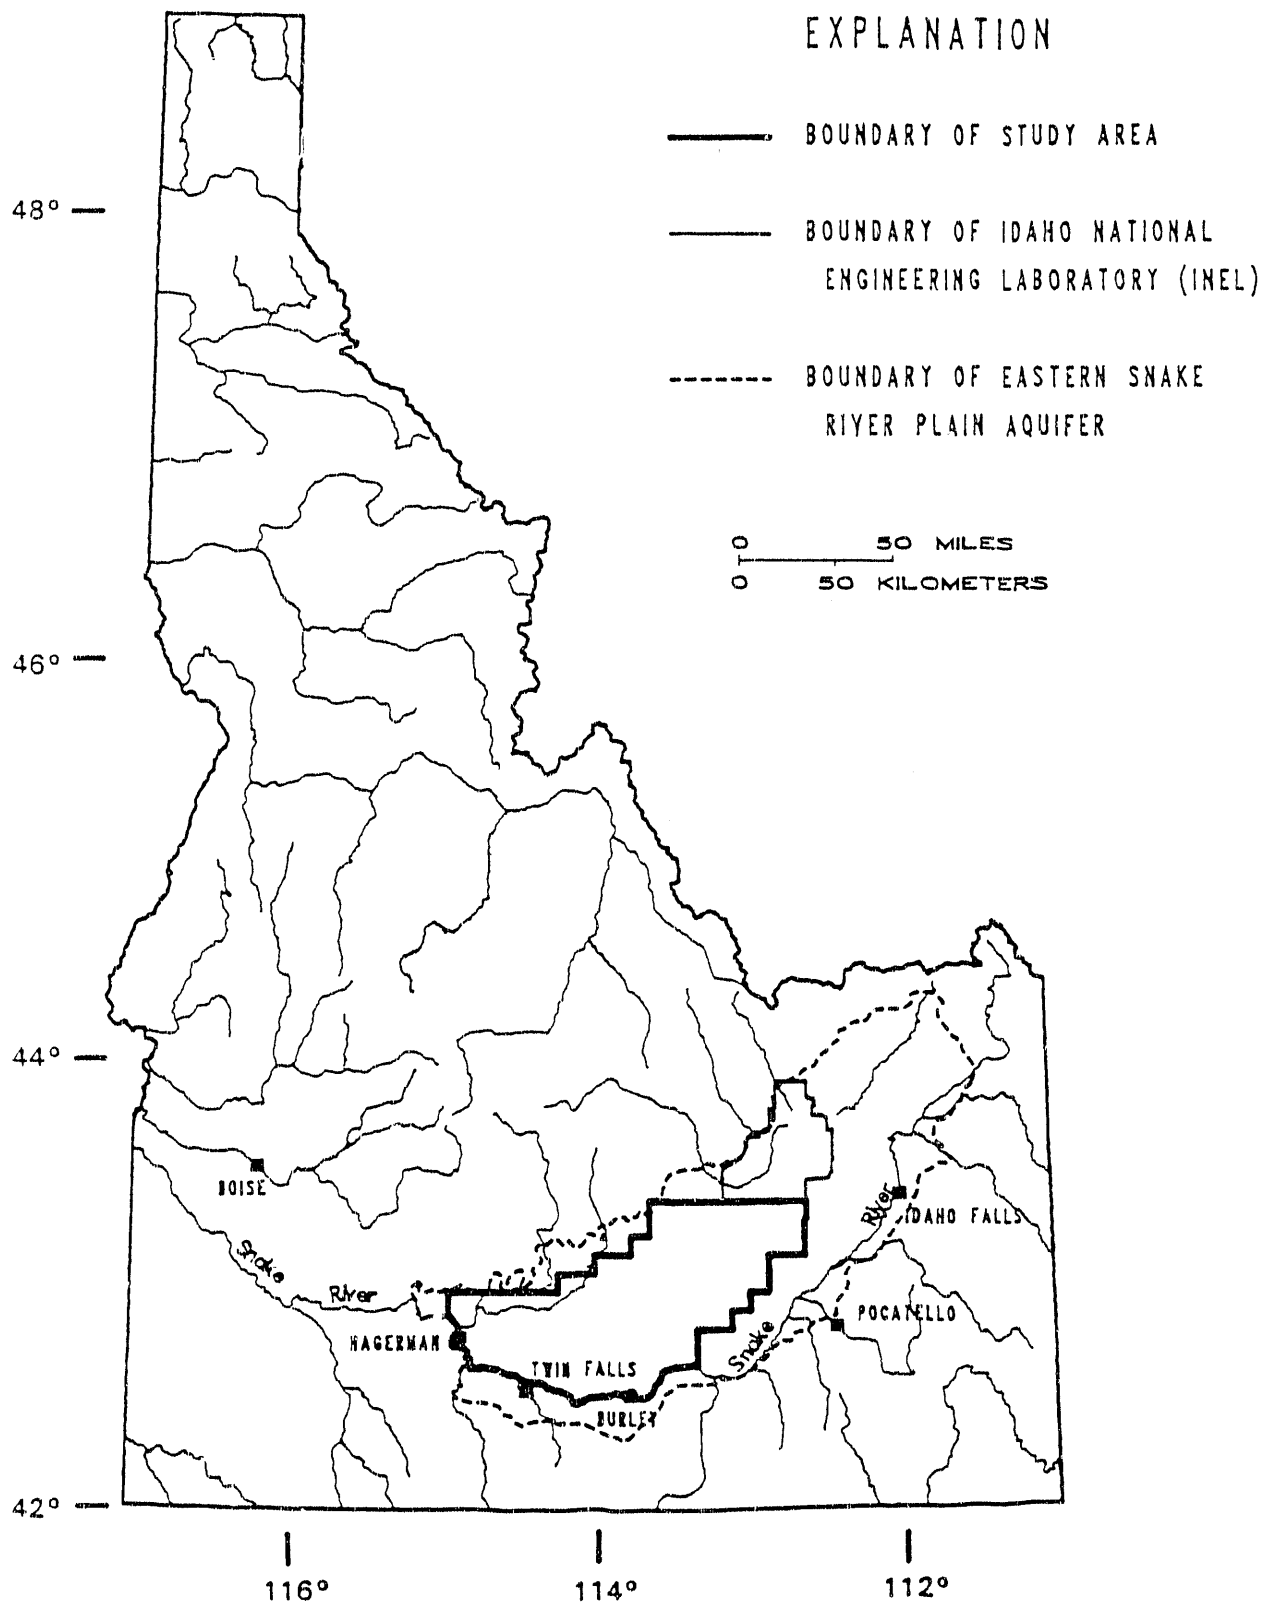 EXPLANATION
BOUNDARY OF STUDY AREA
48°
BOUNDARY OF IDAHO NATIONAL
ENGINEERING LABORATORY (INEL)
BOUNDARY OF EASTERN SNAKE
RIVER PLAIN AQUIFER
0 50 MILES
0 50 KILOMETERS
46°
44°
BOISE
River
IDAHO FALLS
Snake
River
POCATELLO
HAGERMAN
Snake
TWIN FALLS
BURLEY
42°
116° 114° 112°